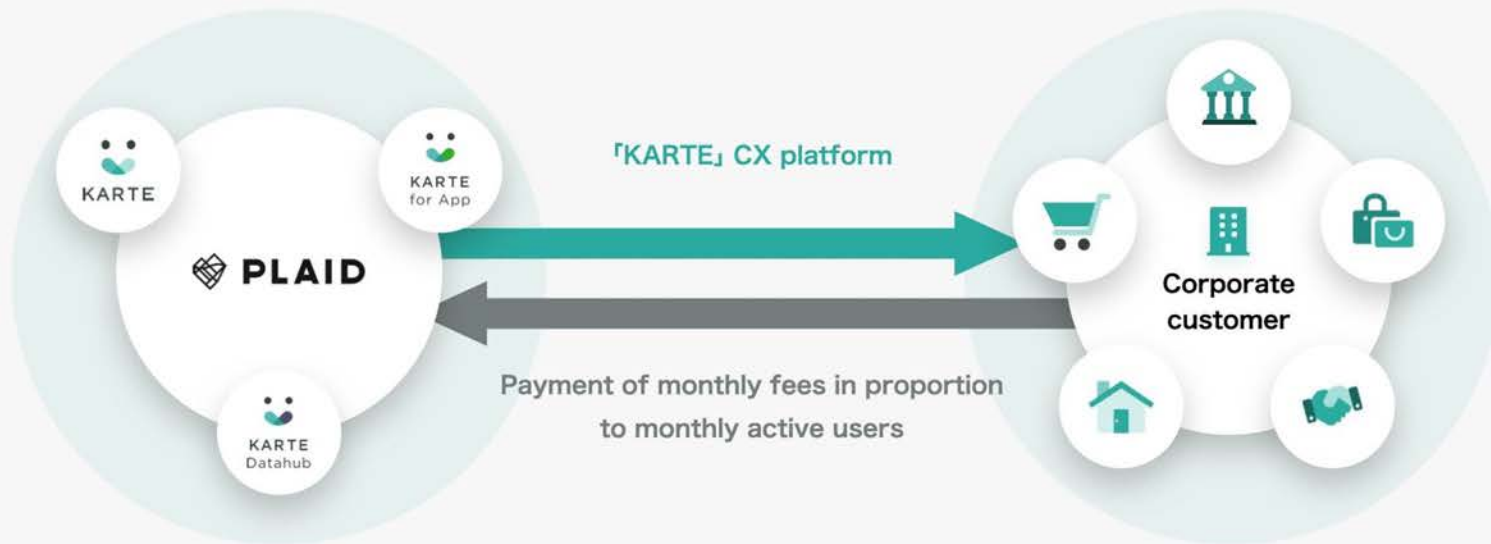 KARTE
KARTE
for App
PLAID
KARTE
Datahub
「KARTE」 CX platform
Payment of monthly fees in proportion
to monthly active users
Corporate
customer